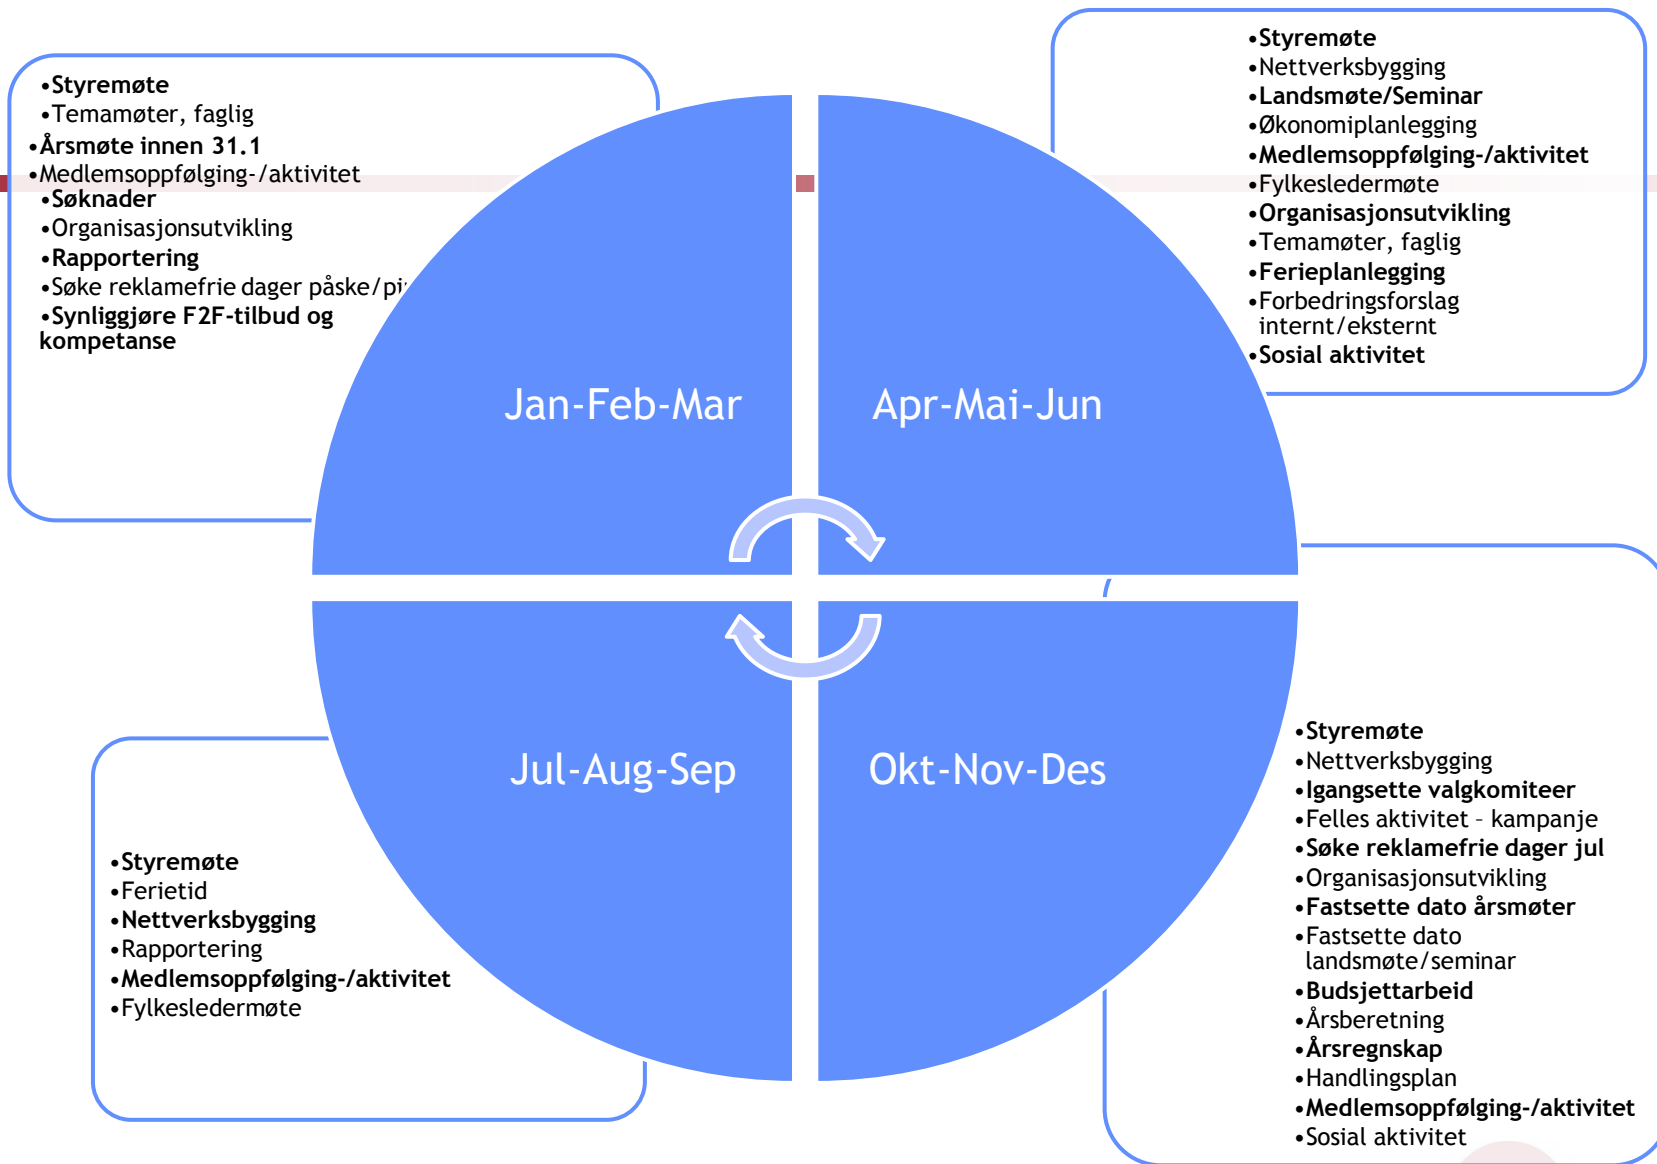 •Styremøte
•Temamøter, faglig
•Årsmøte innen 31.1
•Medlemsoppfølging-/aktivitet
•Søknader
•Organisasjonsutvikling
•Rapportering
•Søke reklamefrie dager
•Synliggjøre F2F-tilbud og
kompetanse
Jan-Feb-Mar
•Styremøte
•Nettverksbygging
•Landsmøte/Seminar
•Økonomiplanlegging
•Medlemsoppfølging-/aktivitet
•Fylkesledermøte
•Organisasjonsutvikling
•Temamøter, faglig
•Ferieplanlegging
•Forbedringsforslag
internt/eksternt
•Sosial aktivitet
Apr-Mai-Jun
•Styremøte
•Ferietid
•Nettverksbygging
•Rapportering
•Medlemsoppfølging-/aktivitet
•Fylkesledermøte
Jul-Aug-Sep
Okt-Nov-Des
•Styremøte
•Nettverksbygging
•Igangsette valgkomiteer
•Felles aktivitet – kampanje
•Søke reklamefrie dager jul
•Organisasjonsutvikling
•Fastsette dato årsmøter
•Fastsette dato
landsmøte/seminar
•Budsjettarbeid
•Årsberetning
•Årsregnskap
•Handlingsplan
•Medlemsoppfølging-/aktivitet
•Sosial aktivitet